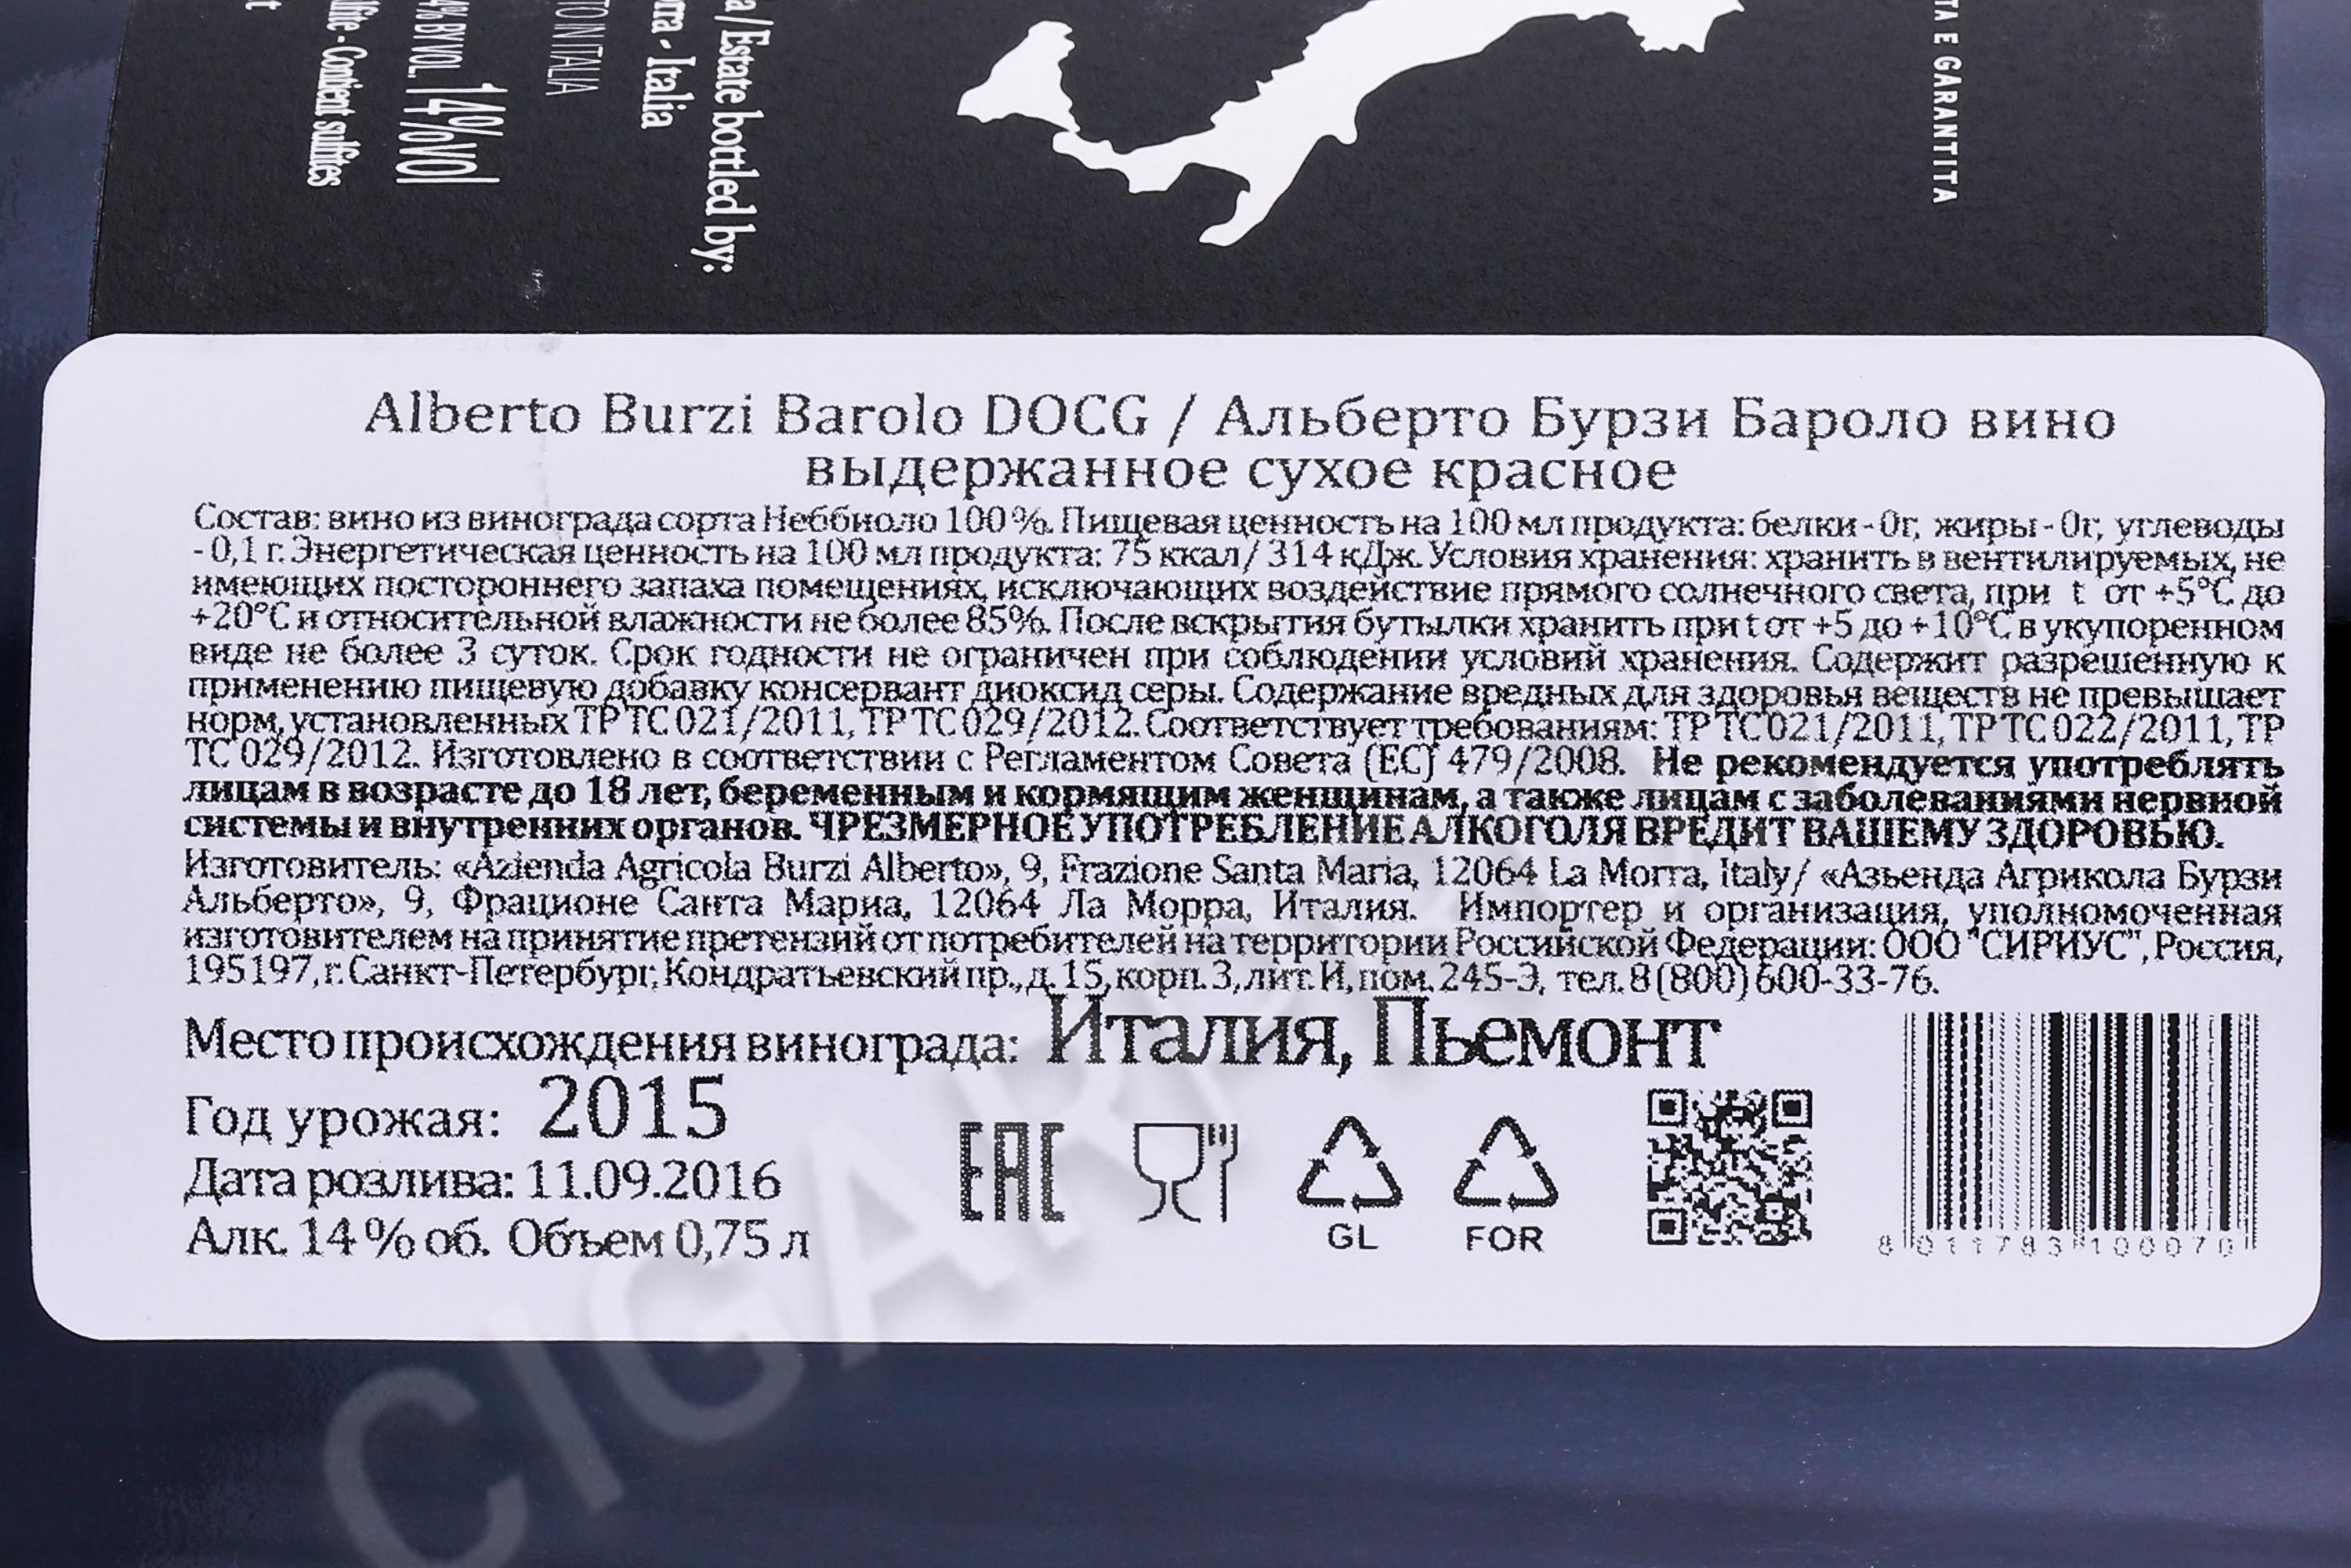 a / Estate bottled by:
rra - Italia
TO IN ITALIA
4% BY VOL. 14%vol
lfite - Contient sulfites
t
TA E GARANTITA
Alberto Burzi Barolo DOCG / Альберто Бурзи Бароло вино
выдержанное сухое красное
Состав: вино из винограда сорта Неббиоло 100 %. Пищевая ценность на 100 мл продукта: белки - 0г, жиры - 0г, углеводы
- 0,1 г. Энергетическая ценность на 100 мл продукта: 75 ккал/ 314 кДж. Условия хранения: хранить в вентилируемых, не
имеющих постороннего запаха помещениях, исключающих воздействие прямого солнечного света, при t от +5°С до
+20°С и относительной влажности не более 85%. После вскрытия бутылки хранить при t от +5 до +10°С в укупоренном
виде не более 3 суток. Срок годности не ограничен при соблюдении условий хранения. Содержит разрешенную к
применению пищевую добавку консервант диоксид серы. Содержание вредных для здоровья веществ не превышает
норм, установленных ТР ТС 021/2011, ТР ТС 029/2012. Соответствует требованиям: ТР ТС 021/2011, ТР ТС 022/2011, ТР
ТС 029/2012. Изготовлено в соответствии с Регламентом Совета (ЕС) 479/2008. Не рекомендуется употреблять
лицам в возрасте до 18 лет, беременным и кормящим женщинам, а также лицам с заболеваниями нервной
системы и внутренних органов. ЧРЕЗМЕРНОЕ УПОТРЕБЛЕНИЕ АЛКОГОЛЯ ВРЕДИТ ВАШЕМУ ЗДОРОВЬЮ.
Изготовитель: «Azienda Agricola Burzi Alberto», 9, Frazione Santa Maria, 12064 La Morra, Italy/ «Азьенда Агрикола Бурзи
Альберто», 9, Фрационе Санта Мариа, 12064 Ла Морра, Италия. Импортер и организация, уполномоченная
изготовителем на принятие претензий от потребителей на территории Российской Федерации: ООО "СИРИУС", Россия,
195197, г. Санкт-Петербург, Кондратьевский пр., д. 15, корп. 3, лит. И, пом. 245-Э, тел. 8 (800) 600-33-76.
Место происхождения винограда: Италия, Пьемонт
Год урожая: 2015
Дата розлива: 11.09.2016
Алк. 14 % об. Объем 0,75 л
EAC
GL
FOR
8 011783 100070